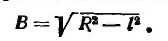 B = √R² − l² .